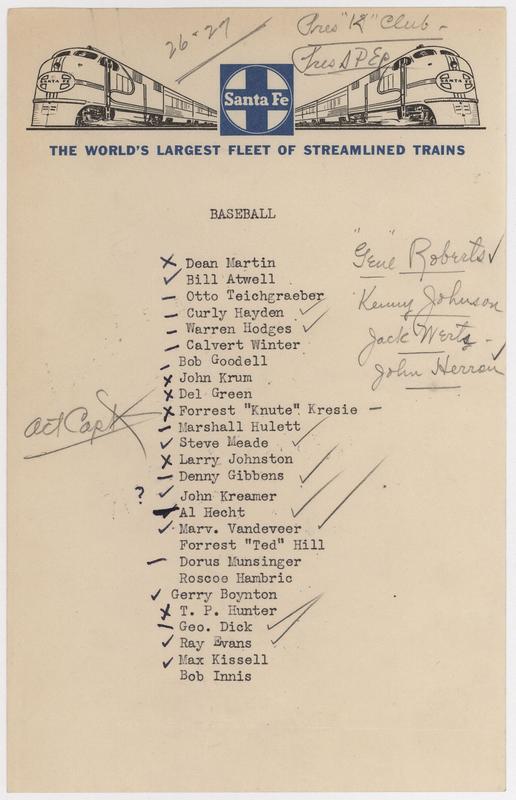 26-27
Pres "K" Club -
Pres
SANTA FE
Santa Fe
SANTA FE
THE WORLD'S LARGEST FLEET OF STREAMLINED TRAINS
BASEBALL
X Dean Martin
"Gene" Roberts ✓
✓ Bill Atwell
— Otto Teichgraeber
Kenny Johnson
— Curly Hayden ✓
— Warren Hodges ✓
Jack Wertz -
— Calvert Winter
— Bob Goodell
John Herron ✓
X John Krum
X Del Green
X Forrest "Knute" Kresie —
Act Capt
— Marshall Hulett
✓ Steve Meade ✓
X Larry Johnston
— Denny Gibbens ✓
? ✓ John Kreamer
✓ Al Hecht ✓
✓ Marv. Vandeveer ✓
Forrest "Ted" Hill
— Dorus Munsinger
Roscoe Hambric
✓ Gerry Boynton
X T. P. Hunter
— Geo. Dick ✓
✓ Ray Evans ✓
✓ Max Kissell
Bob Innis